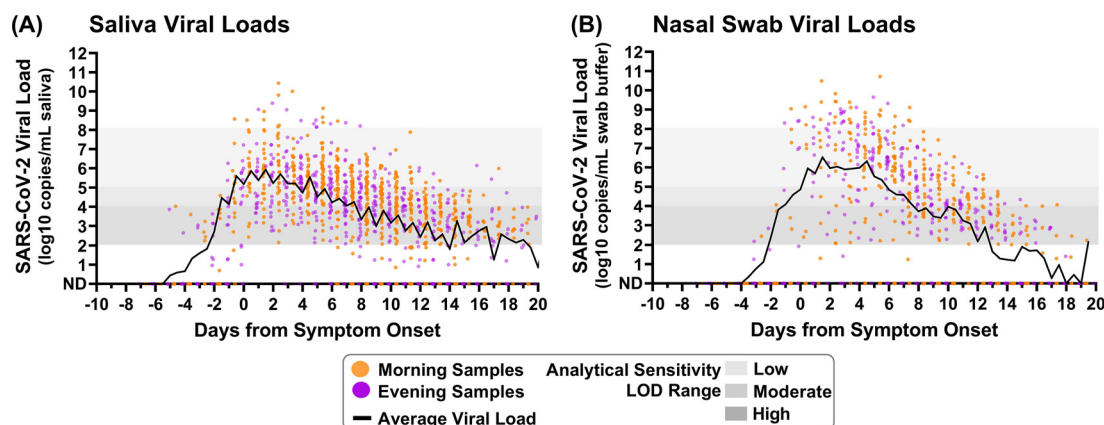 (A) Saliva Viral Loads
SARS-CoV-2 Viral Load
(log10 copies/mL saliva)
12
11
10
9
8
7
6
5
4
3
2
1
ND
-10 -8 -6 -4 -2 0 2 4 6 8 10 12 14 16 18 20
Days from Symptom Onset
(B) Nasal Swab Viral Loads
SARS-CoV-2 Viral Load
(log10 copies/mL swab buffer)
12
11
10
9
8
7
6
5
4
3
2
1
ND
-10 -8 -6 -4 -2 0 2 4 6 8 10 12 14 16 18 20
Days from Symptom Onset
Morning Samples
Evening Samples
Average Viral Load
Analytical Sensitivity
LOD Range
Low
Moderate
High